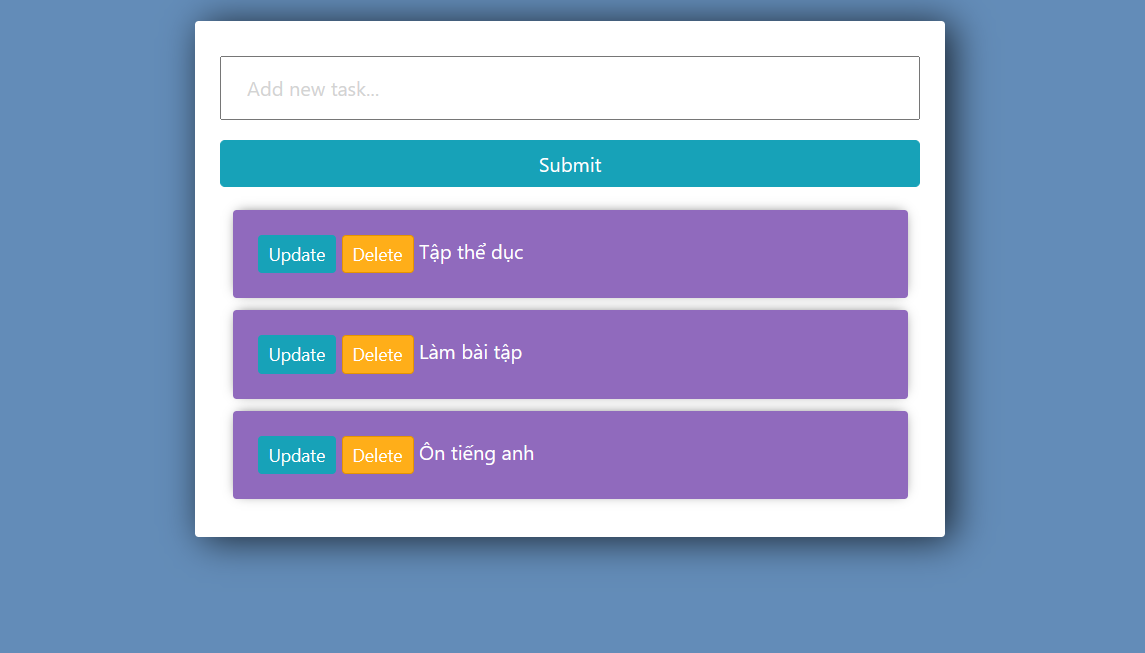 Add new task...
Submit
Update Delete Tập thể dục
Update Delete Làm bài tập
Update Delete Ôn tiếng anh